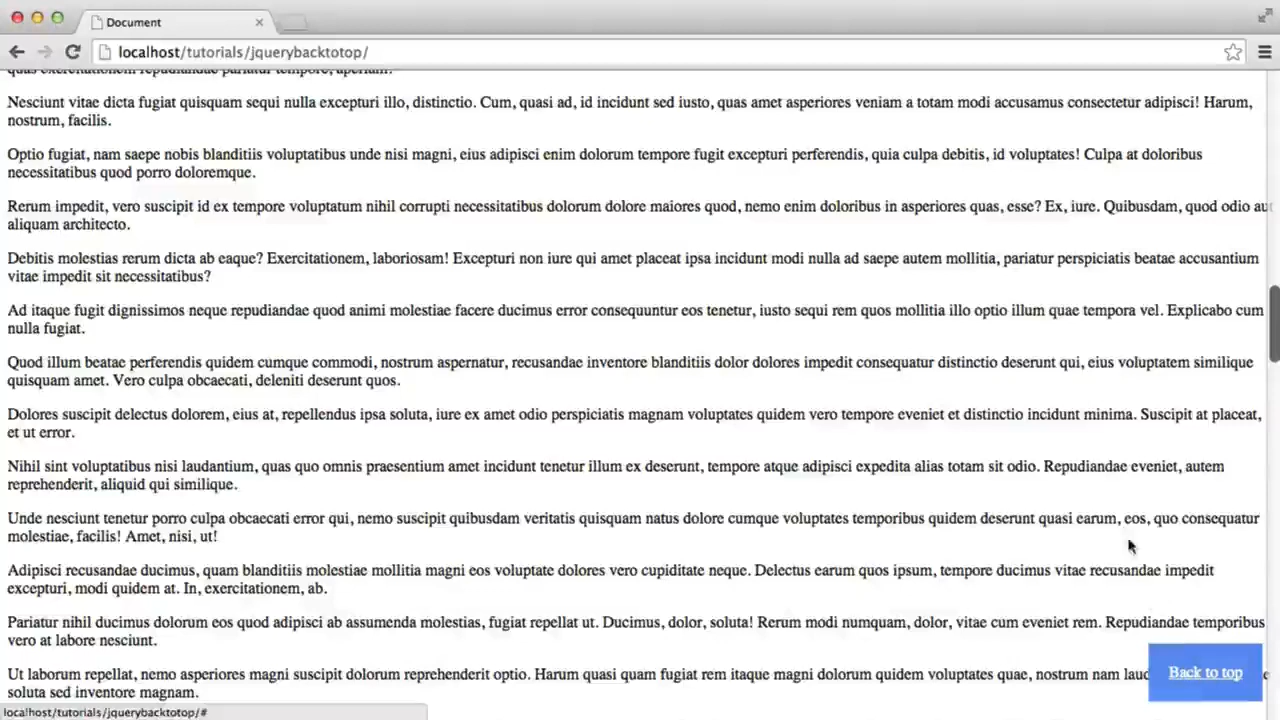 Document
localhost/tutorials/jquerybacktotop/
quas exercitationem repudiandae pariatur tempore, aperiam?
Nesciunt vitae dicta fugiat quisquam sequi nulla excepturi illo, distinctio. Cum, quasi ad, id incidunt sed iusto, quas amet asperiores veniam a totam modi accusamus consectetur adipisci! Harum,
nostrum, facilis.
Optio fugiat, nam saepe nobis blanditiis voluptatibus unde nisi magni, eius adipisci enim dolorum tempore fugit excepturi perferendis, quia culpa debitis, id voluptates! Culpa at doloribus
necessitatibus quod porro doloremque.
Rerum impedit, vero suscipit id ex tempore voluptatum nihil corrupti necessitatibus dolorum dolore maiores quod, nemo enim doloribus in asperiores quas, esse? Ex, iure. Quibusdam, quod odio aut
aliquam architecto.
Debitis molestias rerum dicta ab eaque? Exercitationem, laboriosam! Excepturi non iure qui amet placeat ipsa incidunt modi nulla ad saepe autem mollitia, pariatur perspiciatis beatae accusantium
vitae impedit sit necessitatibus?
Ad itaque fugit dignissimos neque repudiandae quod animi molestiae facere ducimus error consequuntur eos tenetur, iusto sequi rem quos mollitia illo optio illum quae tempora vel. Explicabo cum
nulla fugiat.
Quod illum beatae perferendis quidem cumque commodi, nostrum aspernatur, recusandae inventore blanditiis dolor dolores impedit consequatur distinctio deserunt qui, eius voluptatem similique
quisquam amet. Vero culpa obcaecati, deleniti deserunt quos.
Dolores suscipit delectus dolorem, eius at, repellendus ipsa soluta, iure ex amet odio perspiciatis magnam voluptates quidem vero tempore eveniet et distinctio incidunt minima. Suscipit at placeat,
et ut error.
Nihil sint voluptatibus nisi laudantium, quas quo omnis praesentium amet incidunt tenetur illum ex deserunt, tempore atque adipisci expedita alias totam sit odio. Repudiandae eveniet, autem
reprehenderit, aliquid qui similique.
Unde nesciunt tenetur porro culpa obcaecati error qui, nemo suscipit quibusdam veritatis quisquam natus dolore cumque voluptates temporibus quidem deserunt quasi earum, eos, quo consequatur
molestiae, facilis! Amet, nisi, ut!
Adipisci recusandae ducimus, quam blanditiis molestiae mollitia magni eos voluptate dolores vero cupiditate neque. Delectus earum quos ipsum, tempore ducimus vitae recusandae impedit
excepturi, modi quidem at. In, exercitationem, ab.
Pariatur nihil ducimus dolorum eos quod adipisci ab assumenda molestias, fugiat repellat ut. Ducimus, dolor, soluta! Rerum modi numquam, dolor, vitae cum eveniet rem. Repudiandae temporibus
vero at labore nesciunt.
Ut laborum repellat, nemo asperiores magni suscipit dolorum reprehenderit optio. Harum quasi quam fugiat rem itaque magni dolorum quidem voluptates quae, nostrum nam
soluta sed inventore magnam.
Back to top
localhost/tutorials/jquerybacktotop/#